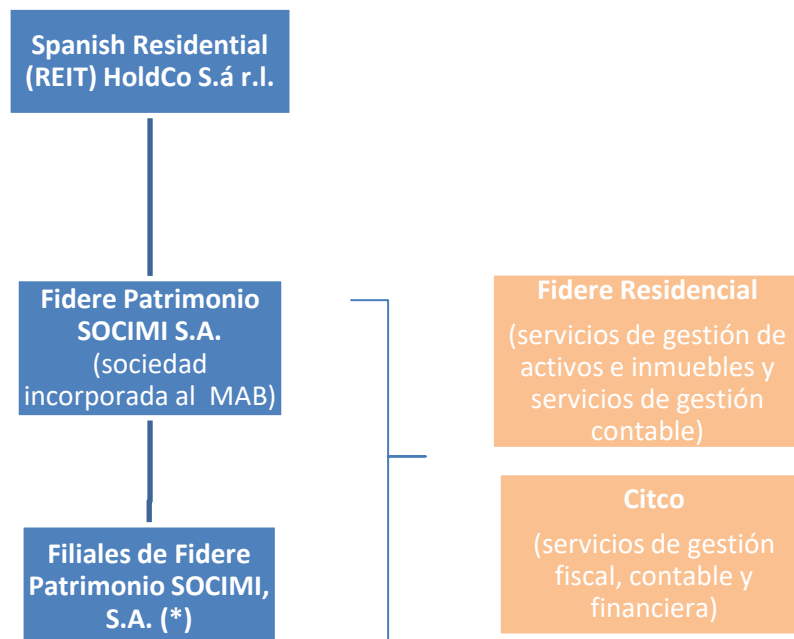 Spanish Residential
(REIT) HoldCo S.á r.l.
Fidere Patrimonio
SOCIMI S.A.
(sociedad
incorporada al MAB)
Filiales de Fidere
Patrimonio SOCIMI,
S.A. (*)
Fidere Residencial
(servicios de gestión de
activos e inmuebles y
servicios de gestión
contable)
Citco
(servicios de gestión
fiscal, contable y
financiera)